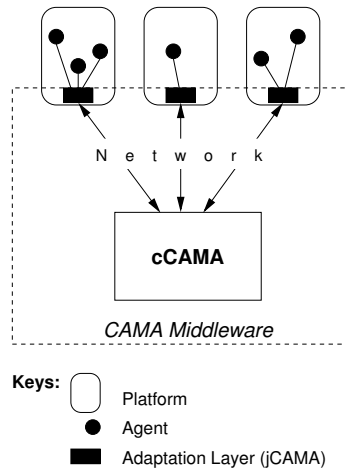 N e t w o r k
cCAMA
CAMA Middleware
Keys:
Platform
Agent
Adaptation Layer (jCAMA)